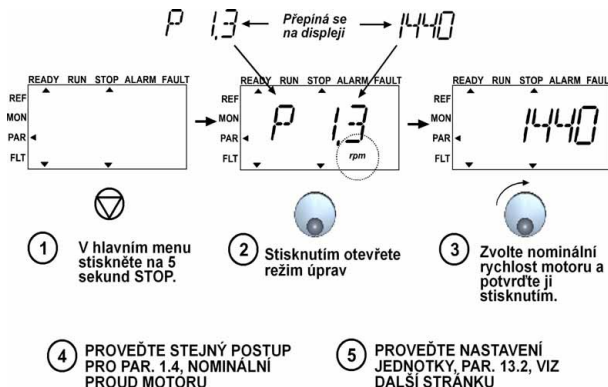 P 1,3
Přepíná se
na displeji
1440
READY RUN STOP ALARM FAULT
REF
MON
PAR
FLT
READY RUN STOP ALARM FAULT
REF
MON
PAR
FLT
P 1,3
rpm
READY RUN STOP ALARM FAULT
REF
MON
PAR
FLT
1440
1
V hlavním menu
stiskněte na 5
sekund STOP.
2
Stisknutím otevřete
režim úprav
3
Zvolte nominální
rychlost motoru a
potvrďte ji
stisknutím.
4
PROVEĎTE STEJNÝ POSTUP
PRO PAR. 1.4, NOMINÁLNÍ
PROUD MOTÓRU
5
PROVEĎTE NASTAVENÍ
JEDNOTKY, PAR. 13.2, VIZ
DALŠÍ STRÁNKU